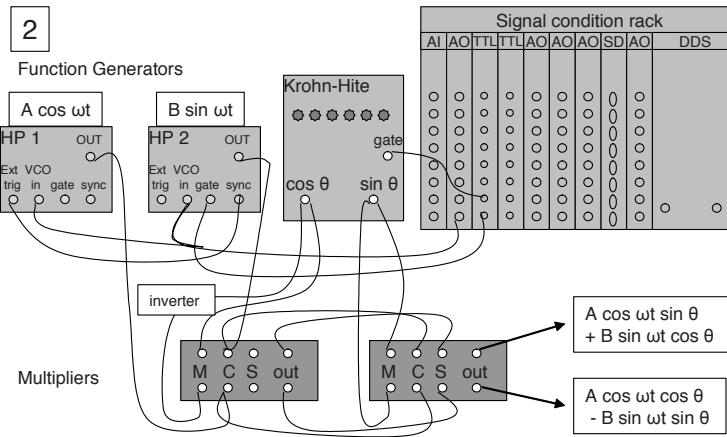 2
Function Generators
A cos ωt
B sin ωt
HP 1
OUT
Ext trig
VCO in
gate
sync
HP 2
OUT
Ext trig
VCO in
gate
sync
Krohn-Hite
gate
cos θ
sin θ
Signal condition rack
AI AO TTL TTL AO AO AO SD AO DDS
inverter
Multipliers
M C S out
M C S out
A cos ωt sin θ
+ B sin ωt cos θ
A cos ωt cos θ
- B sin ωt sin θ